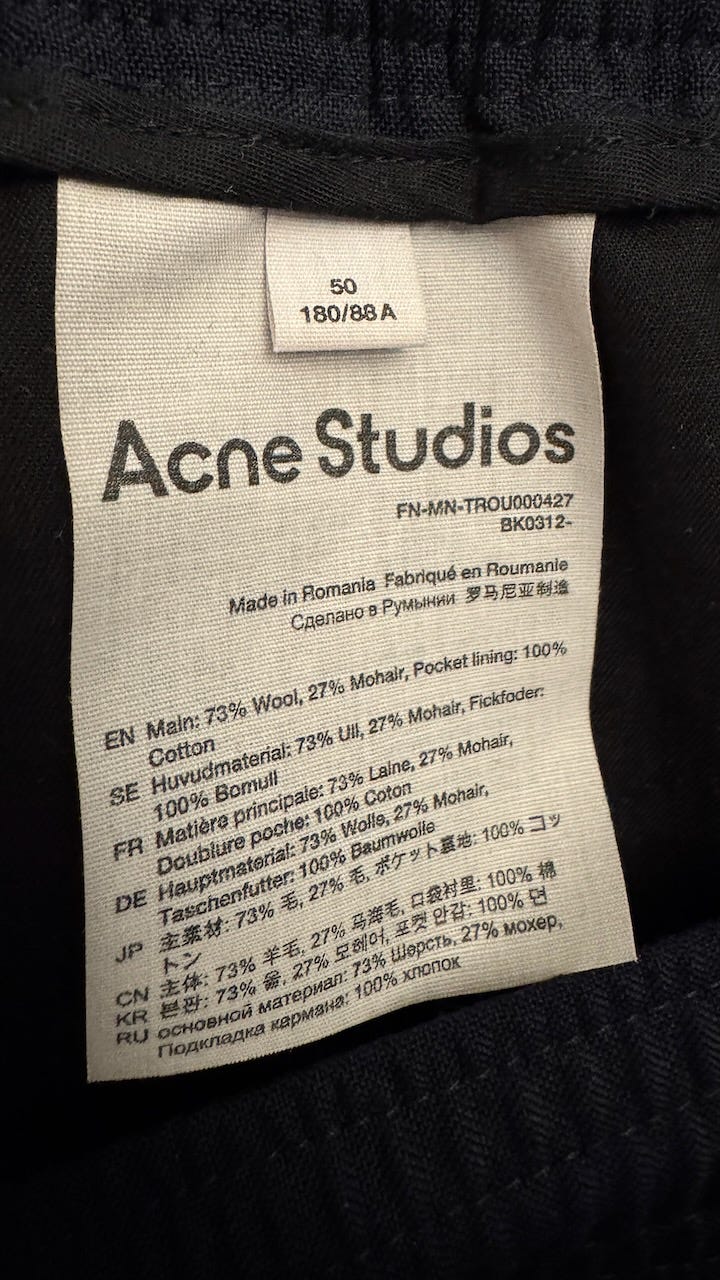 50
180/88A
Acne Studios
FN-MN-TROU000427
BK0312-
Made in Romania Fabriqué en Roumanie
Сделано в Румынии 罗马尼亚制造
EN Main: 73% Wool, 27% Mohair, Pocket lining: 100%
Cotton
SE Huvudmaterial: 73% Ull, 27% Mohair, Fickfoder:
100% Bomull
FR Matière principale: 73% Laine, 27% Mohair,
Doublure poche: 100% Coton
DE Hauptmaterial: 73% Wolle, 27% Mohair,
Taschenfutter: 100% Baumwolle
JP 主素材: 73% 毛, 27% 毛, ポケット裏地: 100% コッ
トン
CN 主体: 73% 羊毛, 27% 马海毛, 口袋衬里: 100% 棉
KR 본판: 73% 울, 27% 모헤어, 포켓 안감: 100% 면
RU основной материал: 73% Шерсть, 27% мохер,
Подкладка кармана: 100% хлопок